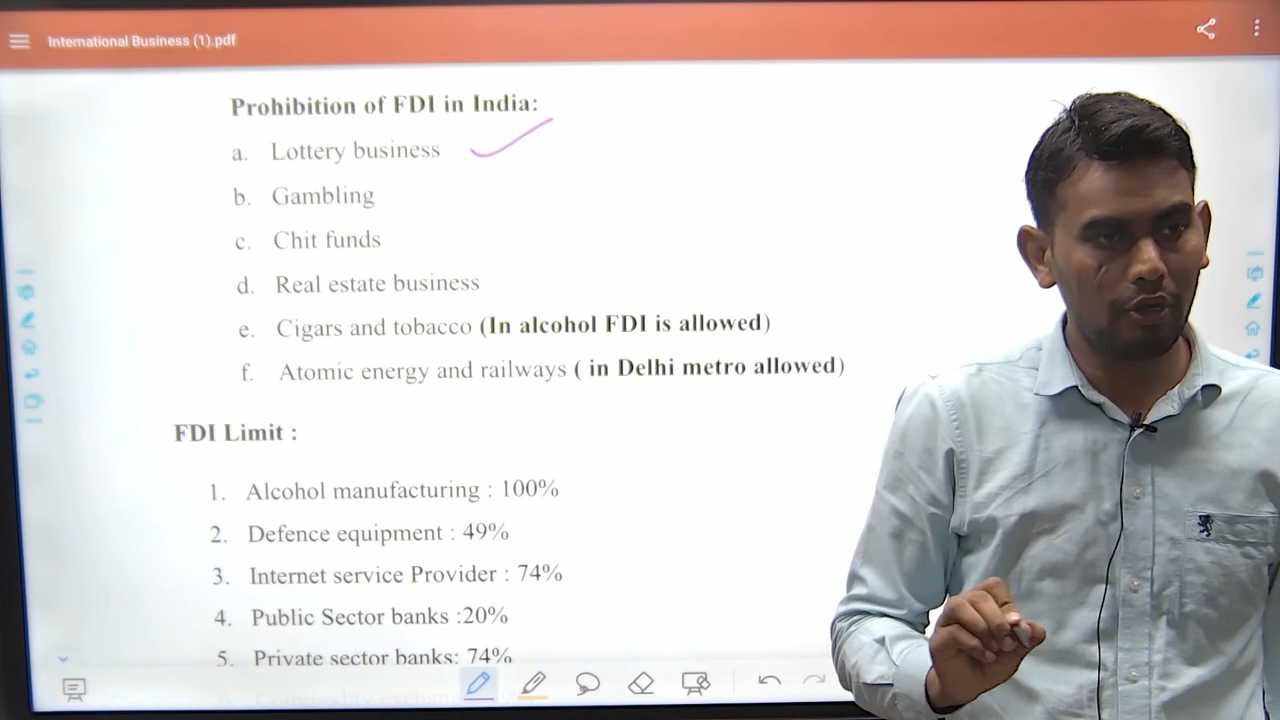 International Business (1).pdf
Prohibition of FDI in India:
a. Lottery business
b. Gambling
c. Chit funds
d. Real estate business
e. Cigars and tobacco (In alcohol FDI is allowed)
f. Atomic energy and railways ( in Delhi metro allowed)
FDI Limit :
1. Alcohol manufacturing : 100%
2. Defence equipment : 49%
3. Internet service Provider : 74%
4. Public Sector banks :20%
5. Private sector banks: 74%